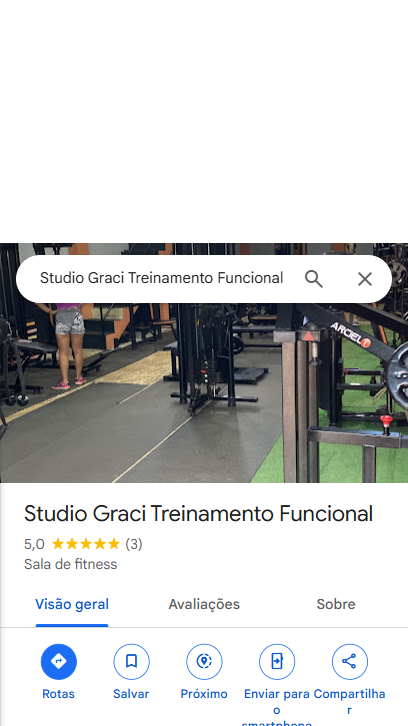 Studio Graci Treinamento Funcional
ARCIEL
Studio Graci Treinamento Funcional
5,0 ★★★★★ (3)
Sala de fitness
Visão geral Avaliações Sobre
Rotas Salvar Próximo Enviar para o smartphone Compartilhar